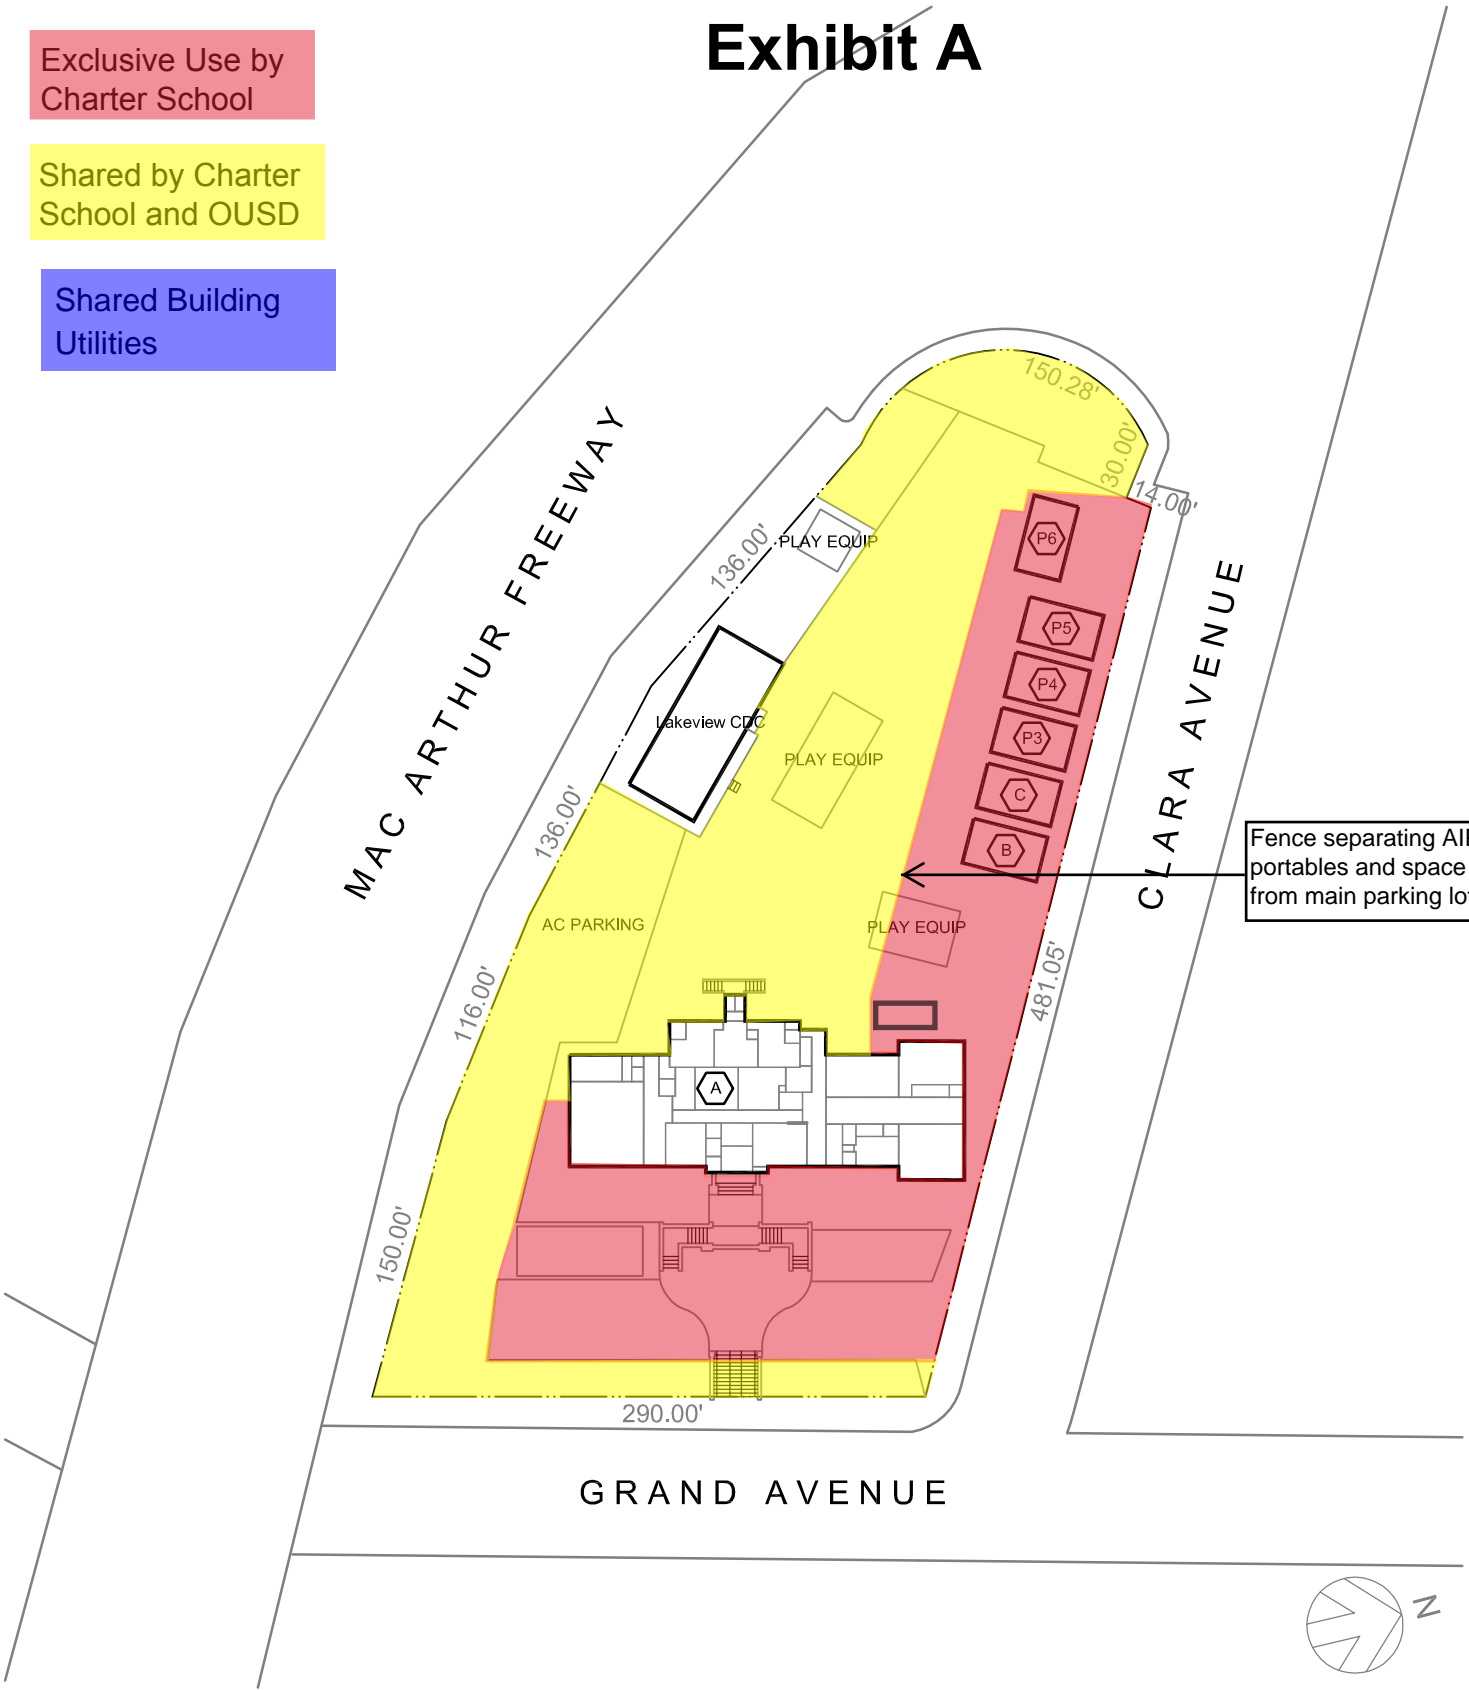 Exhibit A
Exclusive Use by
Charter School
Shared by Charter
School and OUSD
Shared Building
Utilities
150.28'
30.00'
14.00'
136.00'
PLAY EQUIP
P6
P5
P4
P3
C
B
MAC ARTHUR FREEWAY
CLARA AVENUE
Lakeview CDC
PLAY EQUIP
136.00'
Fence separating
portables and space
from main parking
AC PARKING
PLAY EQUIP
116.00'
481.05'
A
150.00'
290.00'
GRAND AVENUE
N